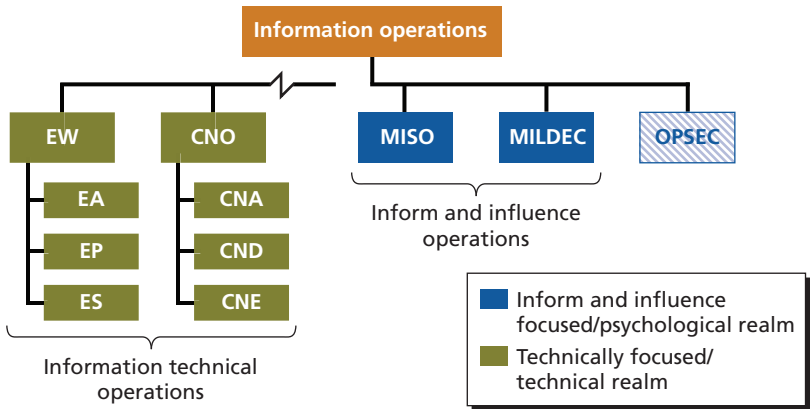 Information operations
EW
CNO
MISO
MILDEC
OPSEC
EA
CNA
EP
CND
ES
CNE
Inform and influence
operations
Information technical
operations
Inform and influence
focused/psychological realm
Technically focused/
technical realm